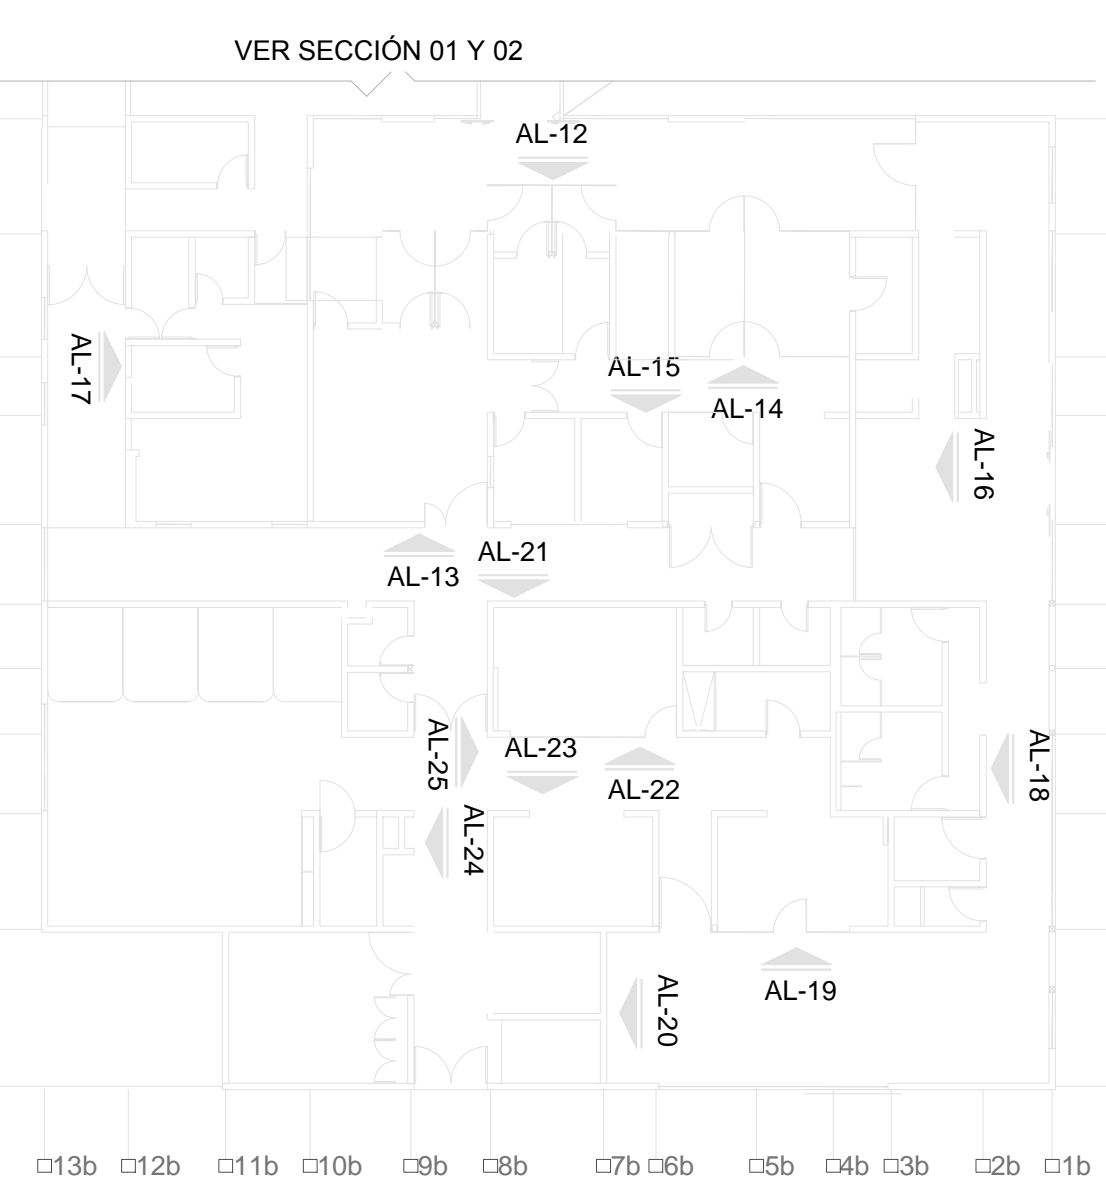 VER SECCIÓN 01 Y 02
AL-12
AL-17
AL-15
AL-14
AL-16
AL-21
AL-13
AL-25
AL-23
AL-22
AL-18
AL-24
AL-19
AL-20
□13b □12b □11b □10b □9b □8b □7b □6b □5b □4b □3b □2b □1b